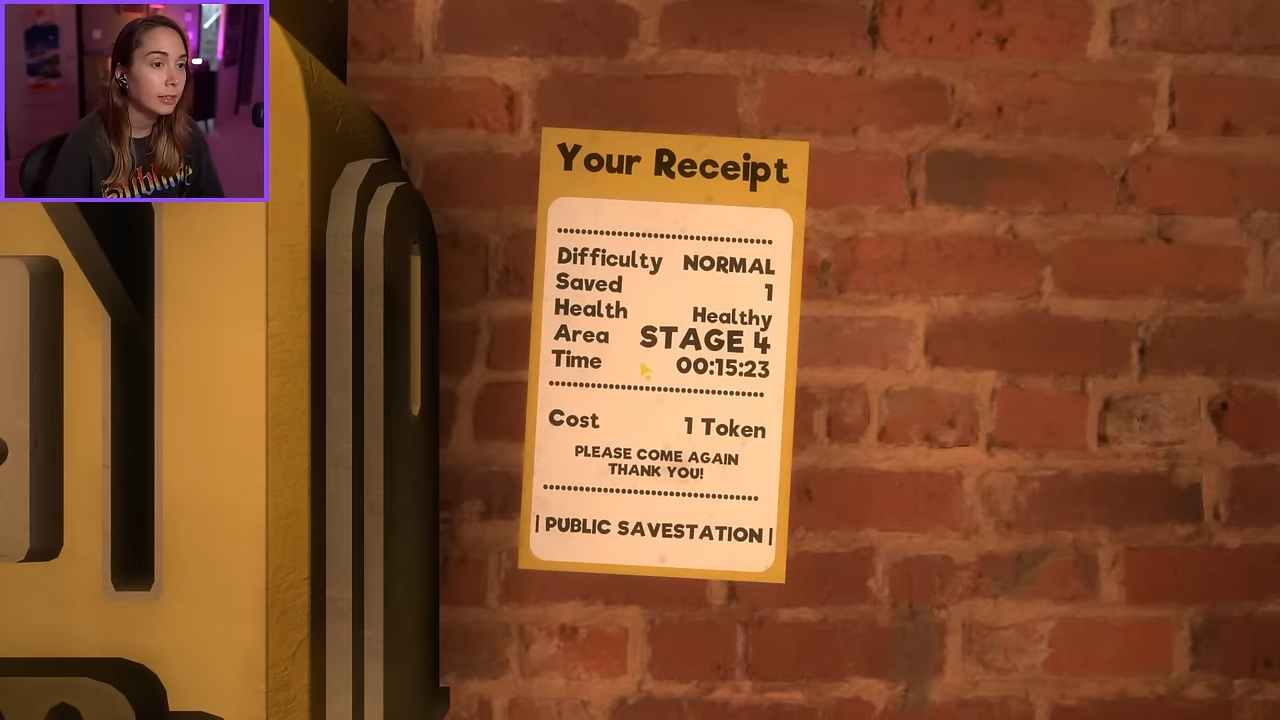 Your Receipt
Difficulty NORMAL
Saved 1
Health Healthy
Area STAGE 4
Time 00:15:23
Cost 1 Token
PLEASE COME AGAIN
THANK YOU!
| PUBLIC SAVESTATION |
Sublime